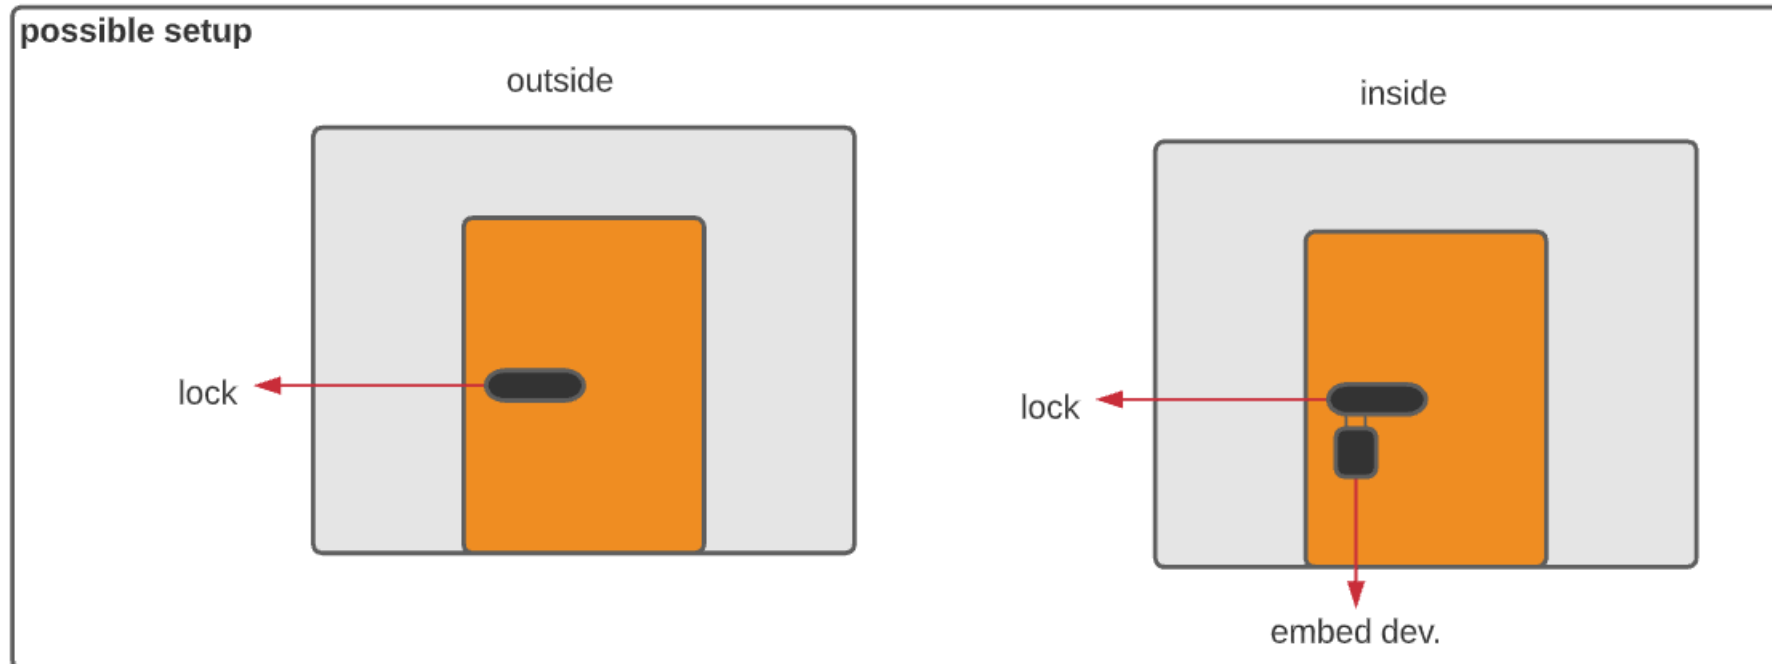 possible setup
outside
inside
lock
lock
embed dev.